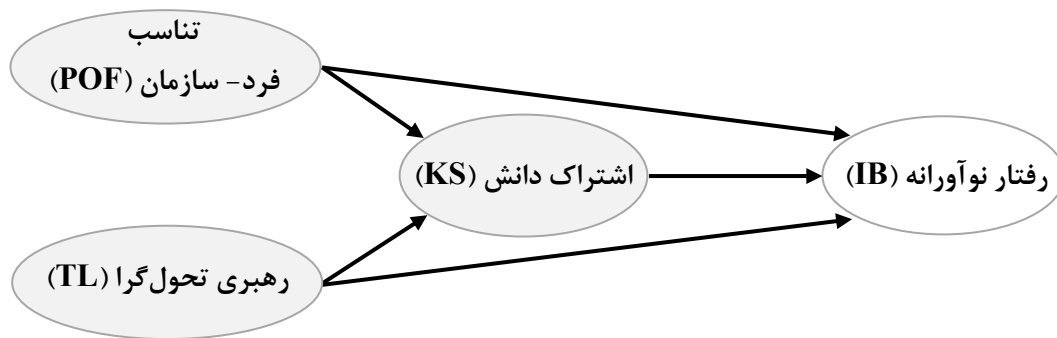 تناسب
فرد- سازمان (POF)
اشتراک دانش (KS)
رفتار نوآورانه (IB)
رهبری تحول‌گرا (TL)